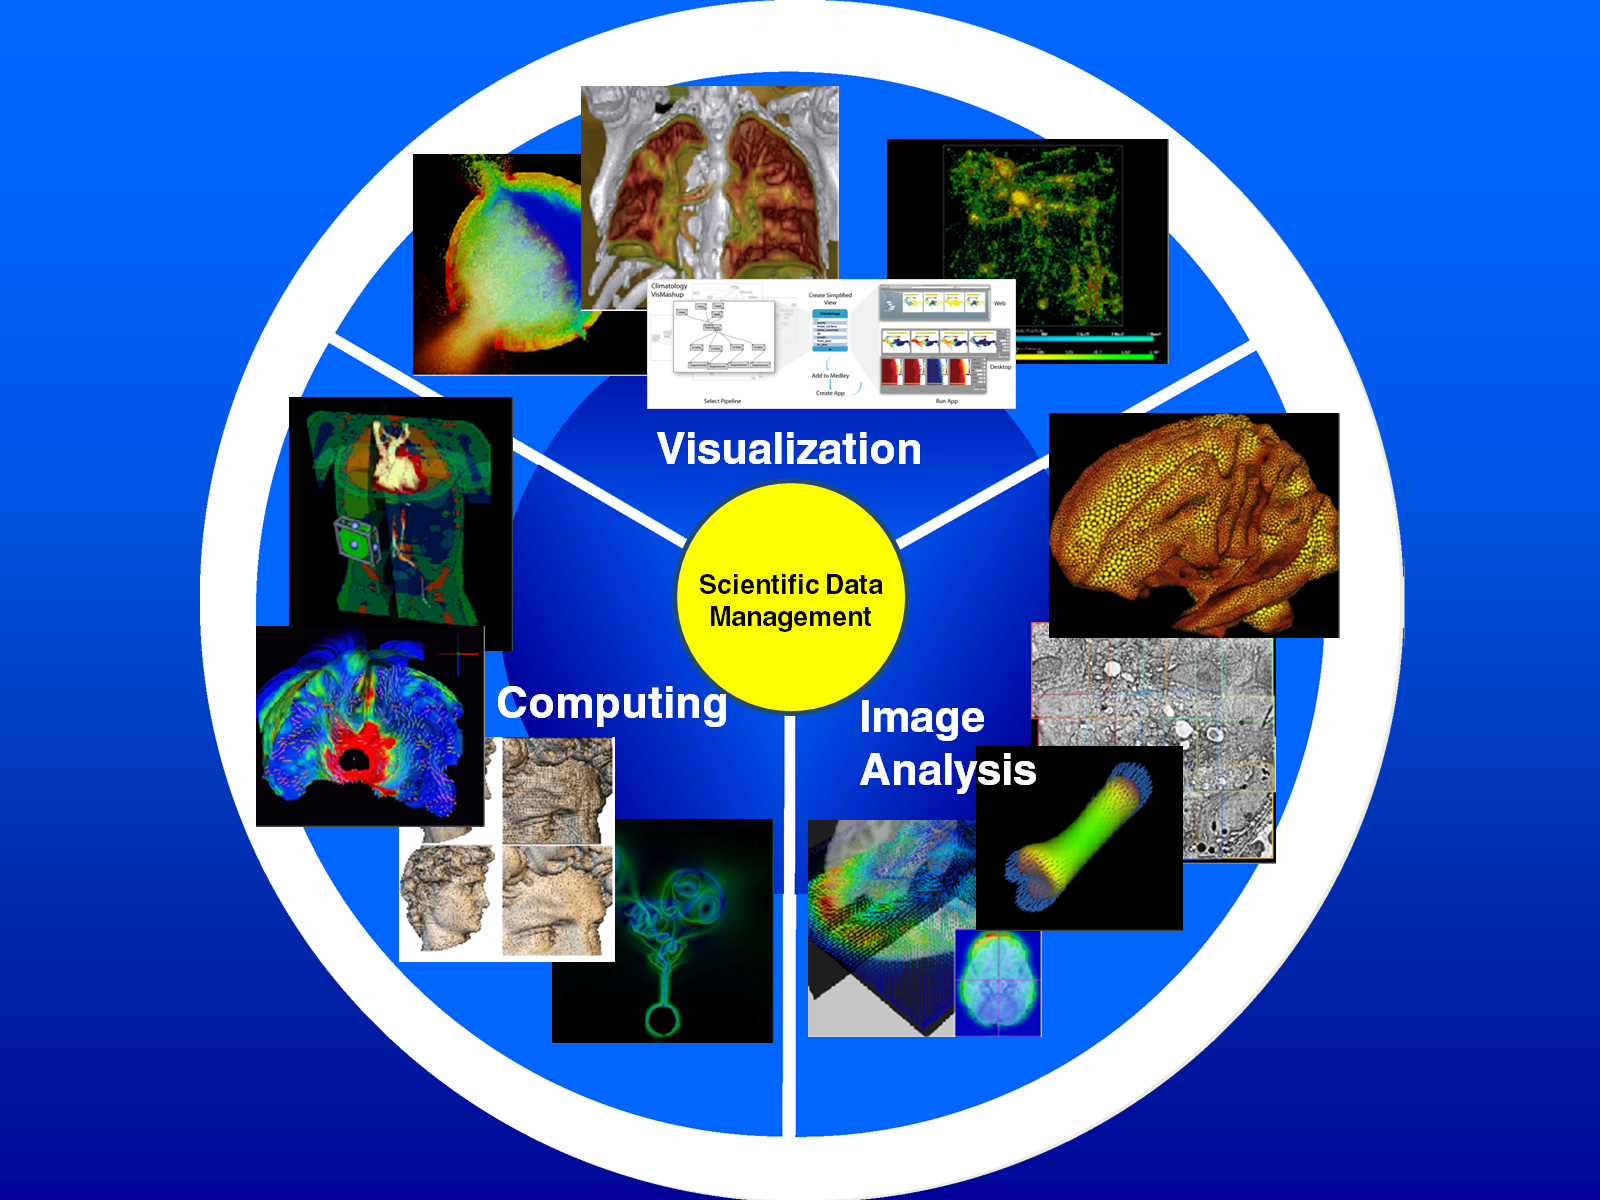 Climatology
VisMashup
Create Simplified
View
Climatology
Web
Desktop
Add to Medley
Create App
Select Pipeline
Run App
Visualization
Scientific Data
Management
Computing
Image
Analysis